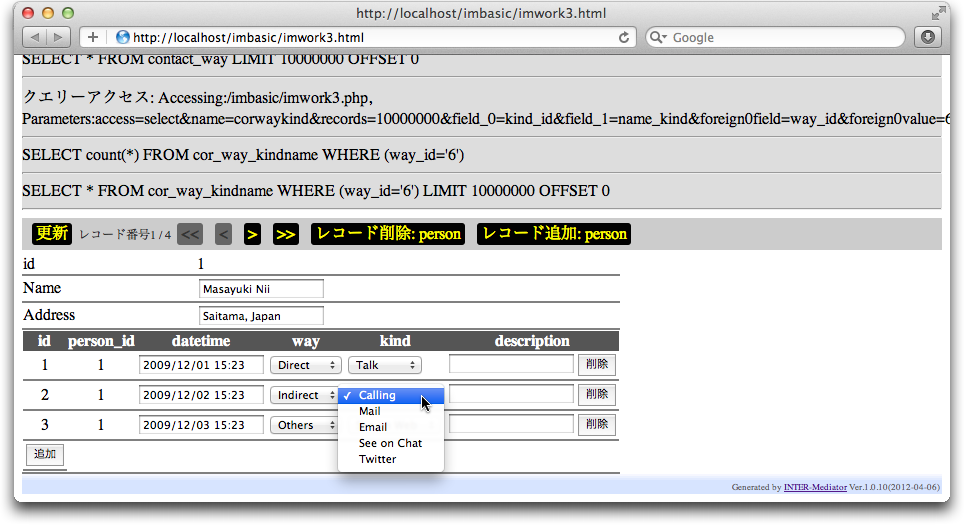 http://localhost/imbasic/imwork3.html
http://localhost/imbasic/imwork3.html
Google
SELECT * FROM contact_way LIMIT 10000000 OFFSET 0
クエリーアクセス: Accessing:/imbasic/imwork3.php,
Parameters:access=select&name=corwaykind&records=10000000&field_0=kind_id&field_1=name_kind&foreign0field=way_id&foreign0value=6
SELECT count(*) FROM cor_way_kindname WHERE (way_id='6')
SELECT * FROM cor_way_kindname WHERE (way_id='6') LIMIT 10000000 OFFSET 0
更新 レコード番号1 / 4 << < > >> レコード削除: person レコード追加: person
id 1
Name Masayuki Nii
Address Saitama, Japan
id person_id datetime way kind description
1 1 2009/12/01 15:23 Direct Talk 削除
2 1 2009/12/02 15:23 Indirect ✓ Calling 削除
Mail
3 1 2009/12/03 15:23 Others Email 削除
See on Chat
追加 Twitter
Generated by INTER-Mediator Ver.1.0.10(2012-04-06)